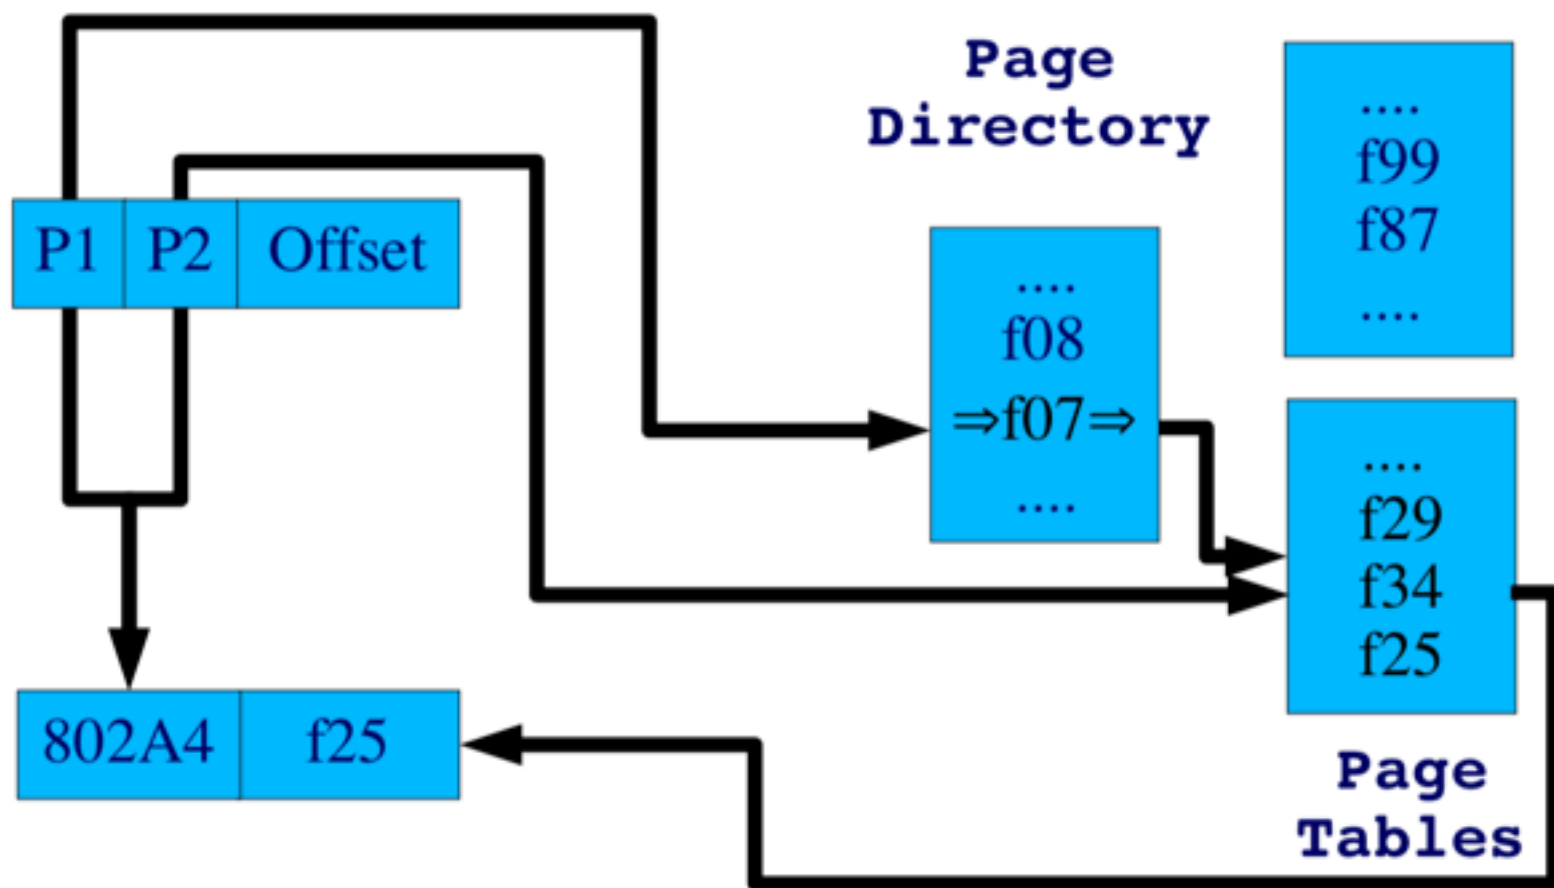 Page
Directory
P1 P2 Offset
....
f08
⇒f07⇒
....
....
f99
f87
....
....
f29
f34
f25
802A4 f25
Page
Tables